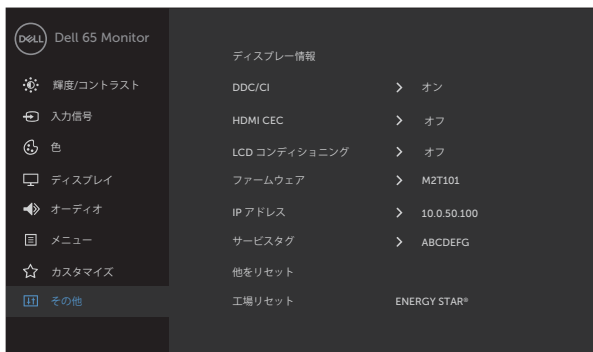 DELL Dell 65 Monitor
ディスプレー情報
輝度/コントラスト DDC/CI オン
入力信号 HDMI CEC オフ
色 LCD コンディショニング オフ
ディスプレイ ファームウェア M2T101
オーディオ IP アドレス 10.0.50.100
メニュー サービスタグ ABCDEFG
カスタマイズ 他をリセット
その他 工場リセット ENERGY STAR®